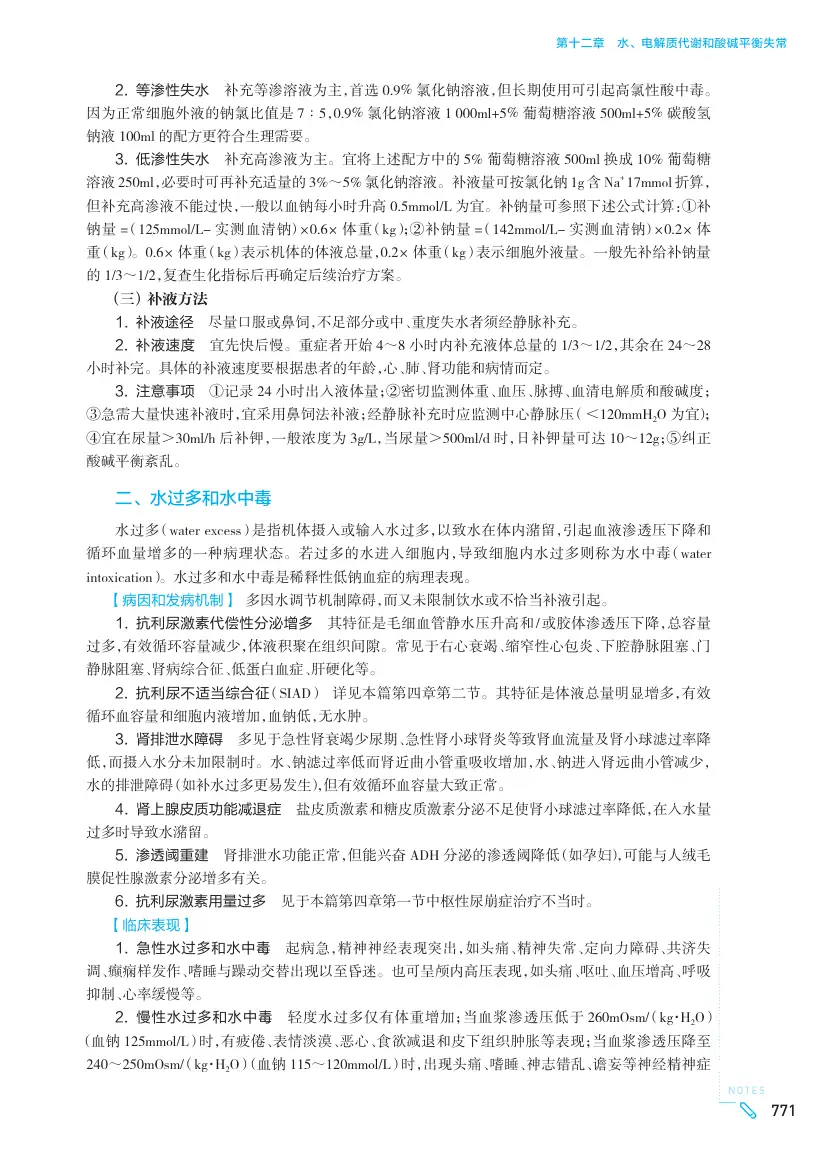 第十二章　水、电解质代谢和酸碱平衡失常
2. 等渗性失水　补充等渗溶液为主,首选 0.9% 氯化钠溶液,但长期使用可引起高氯性酸中毒。
因为正常细胞外液的钠氯比值是 7∶5,0.9% 氯化钠溶液 1 000ml+5% 葡萄糖溶液 500ml+5% 碳酸氢
钠液 100ml 的配方更符合生理需要。
3. 低渗性失水　补充高渗液为主。宜将上述配方中的 5% 葡萄糖溶液 500ml 换成 10% 葡萄糖
溶液 250ml,必要时可再补充适量的 3%～5% 氯化钠溶液。补液量可按氯化钠 1g 含 Na⁺ 17mmol 折算,
但补充高渗液不能过快,一般以血钠每小时升高 0.5mmol/L 为宜。补钠量可参照下述公式计算:①补
钠量 =(125mmol/L- 实测血清钠)×0.6× 体重(kg);②补钠量 =(142mmol/L- 实测血清钠)×0.2× 体
重(kg)。0.6× 体重(kg)表示机体的体液总量,0.2× 体重(kg)表示细胞外液量。一般先补给补钠量
的 1/3～1/2,复查生化指标后再确定后续治疗方案。
(三) 补液方法
1. 补液途径　尽量口服或鼻饲,不足部分或中、重度失水者须经静脉补充。
2. 补液速度　宜先快后慢。重症者开始 4～8 小时内补充液体总量的 1/3～1/2,其余在 24～28
小时补完。具体的补液速度要根据患者的年龄,心、肺、肾功能和病情而定。
3. 注意事项　①记录 24 小时出入液体量;②密切监测体重、血压、脉搏、血清电解质和酸碱度;
③急需大量快速补液时,宜采用鼻饲法补液;经静脉补充时应监测中心静脉压(＜120mmH₂O 为宜);
④宜在尿量＞30ml/h 后补钾,一般浓度为 3g/L,当尿量＞500ml/d 时,日补钾量可达 10～12g;⑤纠正
酸碱平衡紊乱。
二、水过多和水中毒
水过多(water excess)是指机体摄入或输入水过多,以致水在体内潴留,引起血液渗透压下降和
循环血量增多的一种病理状态。若过多的水进入细胞内,导致细胞内水过多则称为水中毒(water
intoxication)。水过多和水中毒是稀释性低钠血症的病理表现。
【病因和发病机制】 多因水调节机制障碍,而又未限制饮水或不恰当补液引起。
1. 抗利尿激素代偿性分泌增多　其特征是毛细血管静水压升高和/或胶体渗透压下降,总容量
过多,有效循环容量减少,体液积聚在组织间隙。常见于右心衰竭、缩窄性心包炎、下腔静脉阻塞、门
静脉阻塞、肾病综合征、低蛋白血症、肝硬化等。
2. 抗利尿不适当综合征(SIAD)　详见本篇第四章第二节。其特征是体液总量明显增多,有效
循环血容量和细胞内液增加,血钠低,无水肿。
3. 肾排泄水障碍　多见于急性肾衰竭少尿期、急性肾小球肾炎等致肾血流量及肾小球滤过率降
低,而摄入水分未加限制时。水、钠滤过率低而肾近曲小管重吸收增加,水、钠进入肾远曲小管减少,
水的排泄障碍(如补水过多更易发生),但有效循环血容量大致正常。
4. 肾上腺皮质功能减退症　盐皮质激素和糖皮质激素分泌不足使肾小球滤过率降低,在入水量
过多时导致水潴留。
5. 渗透阈重建　肾排泄水功能正常,但能兴奋 ADH 分泌的渗透阈降低(如孕妇),可能与人绒毛
膜促性腺激素分泌增多有关。
6. 抗利尿激素用量过多　见于本篇第四章第一节中枢性尿崩症治疗不当时。
【临床表现】
1. 急性水过多和水中毒　起病急,精神神经表现突出,如头痛、精神失常、定向力障碍、共济失
调、癫痫样发作、嗜睡与躁动交替出现以至昏迷。也可呈颅内高压表现,如头痛、呕吐、血压增高、呼吸
抑制、心率缓慢等。
2. 慢性水过多和水中毒　轻度水过多仅有体重增加;当血浆渗透压低于 260mOsm/(kg·H₂O)
(血钠 125mmol/L)时,有疲倦、表情淡漠、恶心、食欲减退和皮下组织肿胀等表现;当血浆渗透压降至
240～250mOsm/(kg·H₂O)(血钠 115～120mmol/L)时,出现头痛、嗜睡、神志错乱、谵妄等神经精神症
NOTES
771